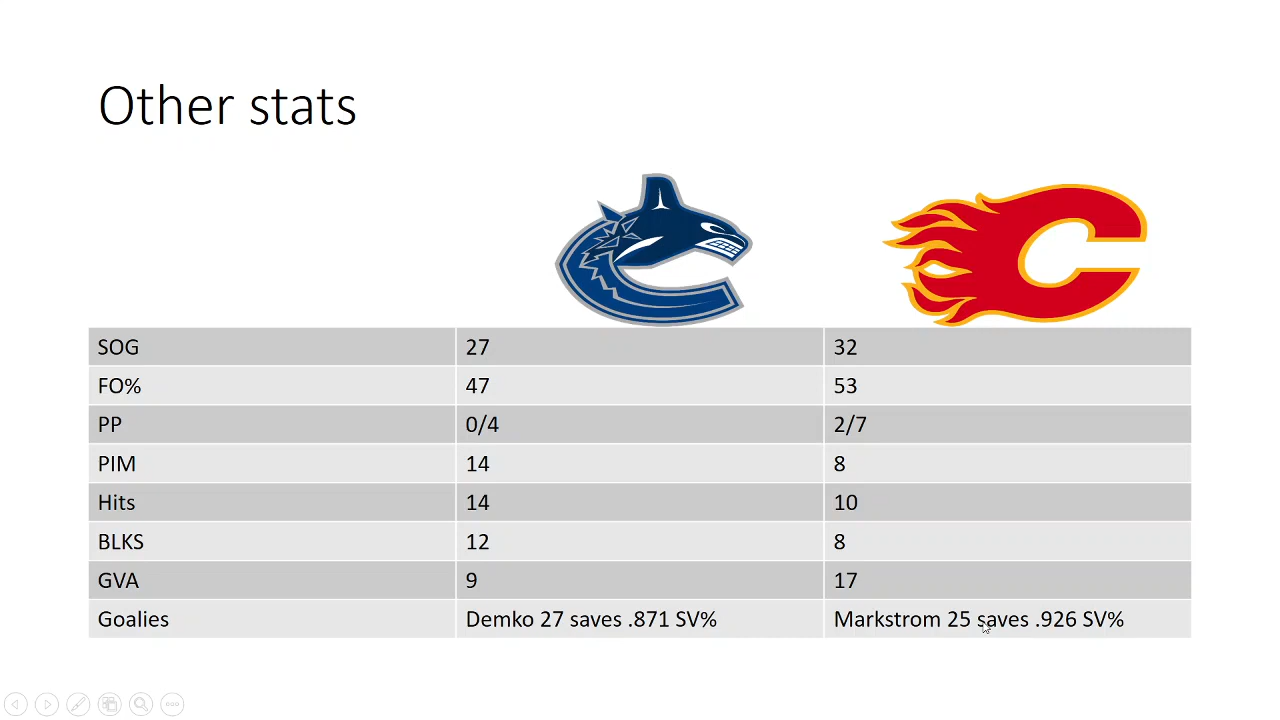 Other stats
SOG 27 32
FO% 47 53
PP 0/4 2/7
PIM 14 8
Hits 14 10
BLKS 12 8
GVA 9 17
Goalies Demko 27 saves .871 SV% Markstrom 25 saves .926 SV%